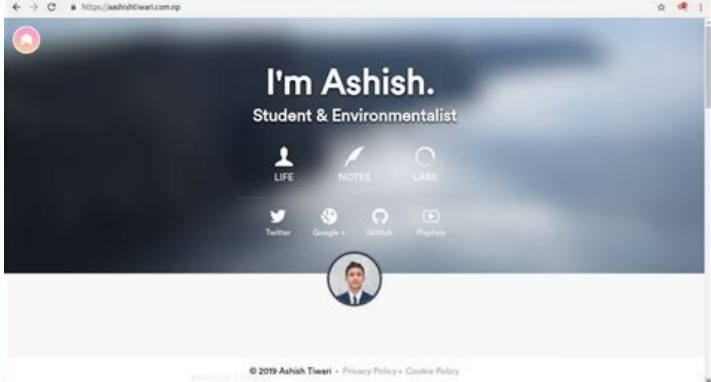 https://aashishtiwari.com.np
I'm Ashish.
Student & Environmentalist
LIFE NOTES LABS
Twitter Google + GitHub Playlists
© 2019 Ashish Tiwari • Privacy Policy • Cookie Policy